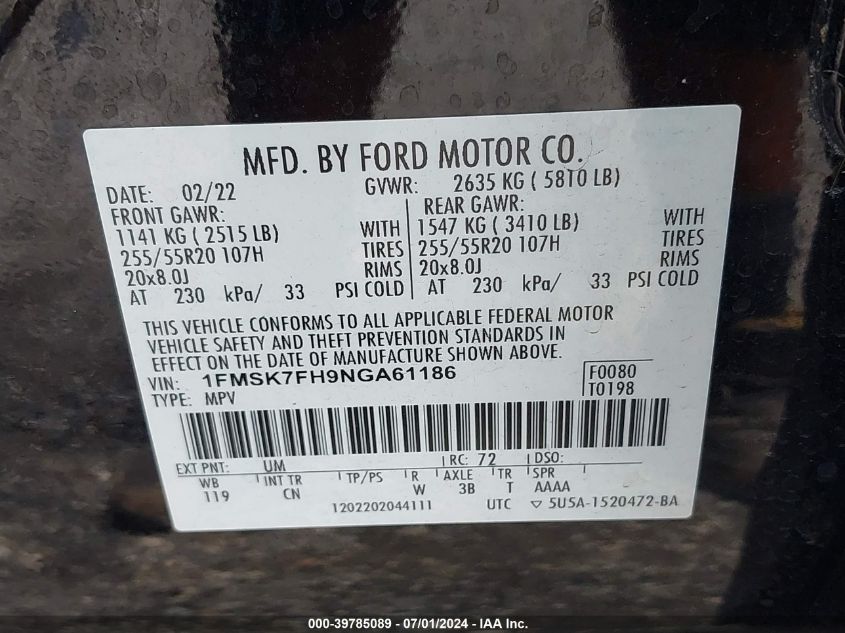 MFD. BY FORD MOTOR CO.
DATE: 02/22 GVWR: 2635 KG ( 5810 LB)
FRONT GAWR: REAR GAWR:
1141 KG ( 2515 LB) WITH 1547 KG ( 3410 LB) WITH
255/55R20 107H TIRES 255/55R20 107H TIRES
20x8.0J RIMS 20x8.0J RIMS
AT 230 kPa/ 33 PSI COLD AT 230 kPa/ 33 PSI COLD
THIS VEHICLE CONFORMS TO ALL APPLICABLE FEDERAL MOTOR
VEHICLE SAFETY AND THEFT PREVENTION STANDARDS IN
EFFECT ON THE DATE OF MANUFACTURE SHOWN ABOVE.
VIN: 1FMSK7FH9NGA61186 F0080
TYPE: MPV T0198
EXT PNT: UM RC: 72 DSO:
WB INT TR TP/PS R AXLE TR SPR
119 CN W 3B T AAAA
1202202044111 UTC ▽ 5U5A-1520472-BA
000-39785089 - 07/01/2024 - IAAI - IAA Inc.